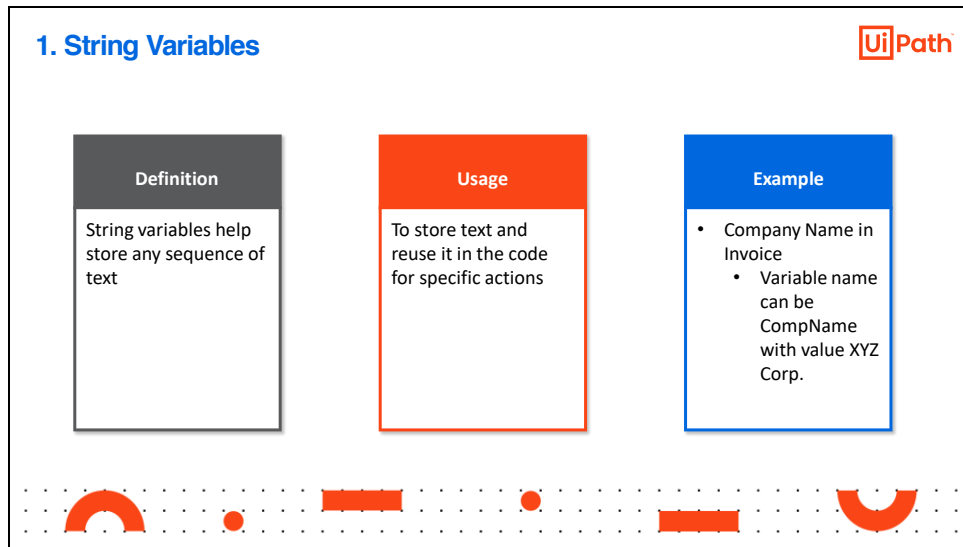 1. String Variables
UiPath
Definition
String variables help
store any sequence of
text
Usage
To store text and
reuse it in the code
for specific actions
Example
• Company Name in
Invoice
• Variable name
can be
CompName
with value XYZ
Corp.